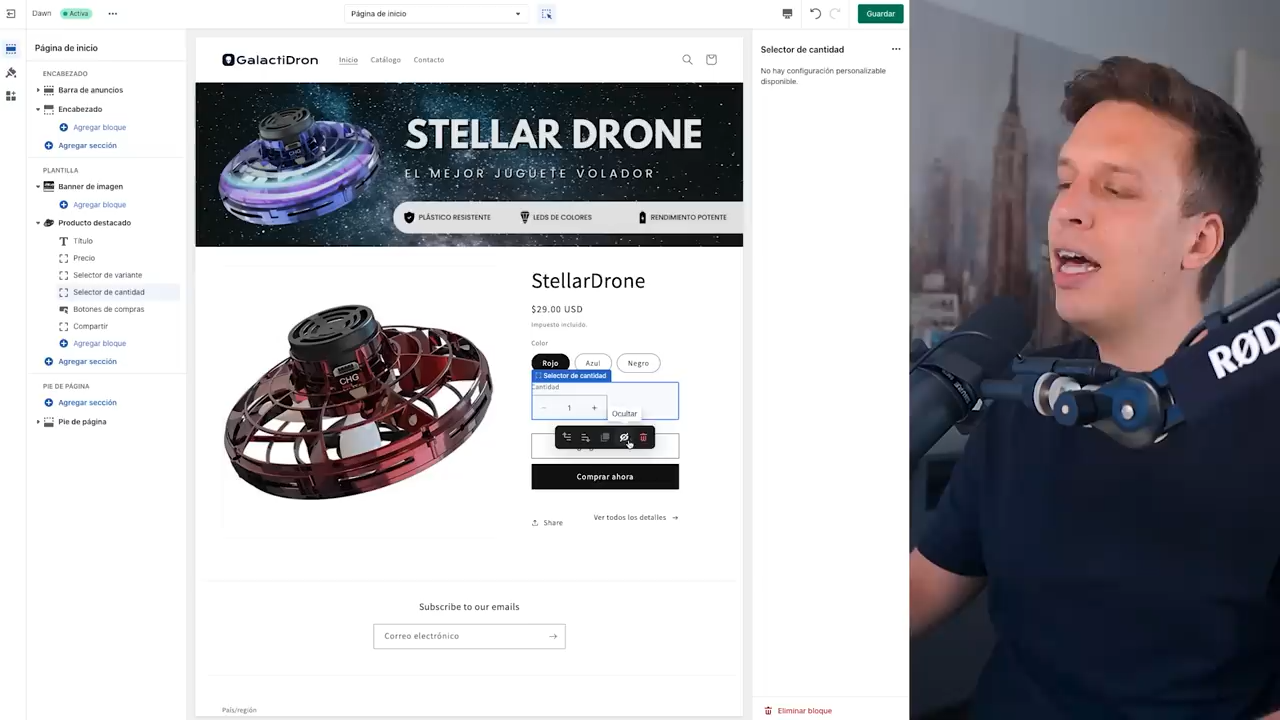 Dawn
Activa
Página de inicio
Guardar
Página de inicio
ENCABEZADO
Barra de anuncios
Encabezado
Agregar bloque
Agregar sección
PLANTILLA
Banner de imagen
Agregar bloque
Producto destacado
Título
Precio
Selector de variante
Selector de cantidad
Botones de compras
Compartir
Agregar bloque
Agregar sección
PIE DE PÁGINA
Agregar sección
Pie de página
GalactiDron
Inicio
Catálogo
Contacto
CHG
STELLAR DRONE
EL MEJOR JUGUETE VOLADOR
PLÁSTICO RESISTENTE
LEDS DE COLORES
RENDIMIENTO POTENTE
CHG
StellarDrone
$29.00 USD
Impuesto incluido.
Color
Rojo
Azul
Negro
Selector de cantidad
Cantidad
− 1 +
Ocultar
Comprar ahora
Share
Ver todos los detalles →
Subscribe to our emails
Correo electrónico →
País/región
Selector de cantidad
No hay configuración personalizable
disponible.
Eliminar bloque
RØD